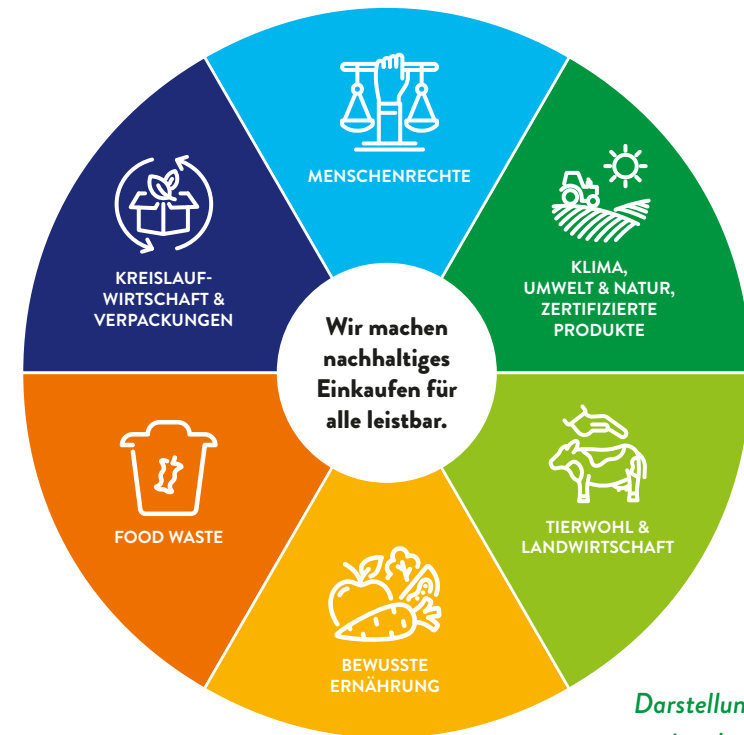 MENSCHENRECHTE
KLIMA,
UMWELT & NATUR,
ZERTIFIZIERTE
PRODUKTE
TIERWOHL &
LANDWIRTSCHAFT
BEWUSSTE
ERNÄHRUNG
FOOD WASTE
KREISLAUF-
WIRTSCHAFT &
VERPACKUNGEN
Wir machen
nachhaltiges
Einkaufen für
alle leistbar.